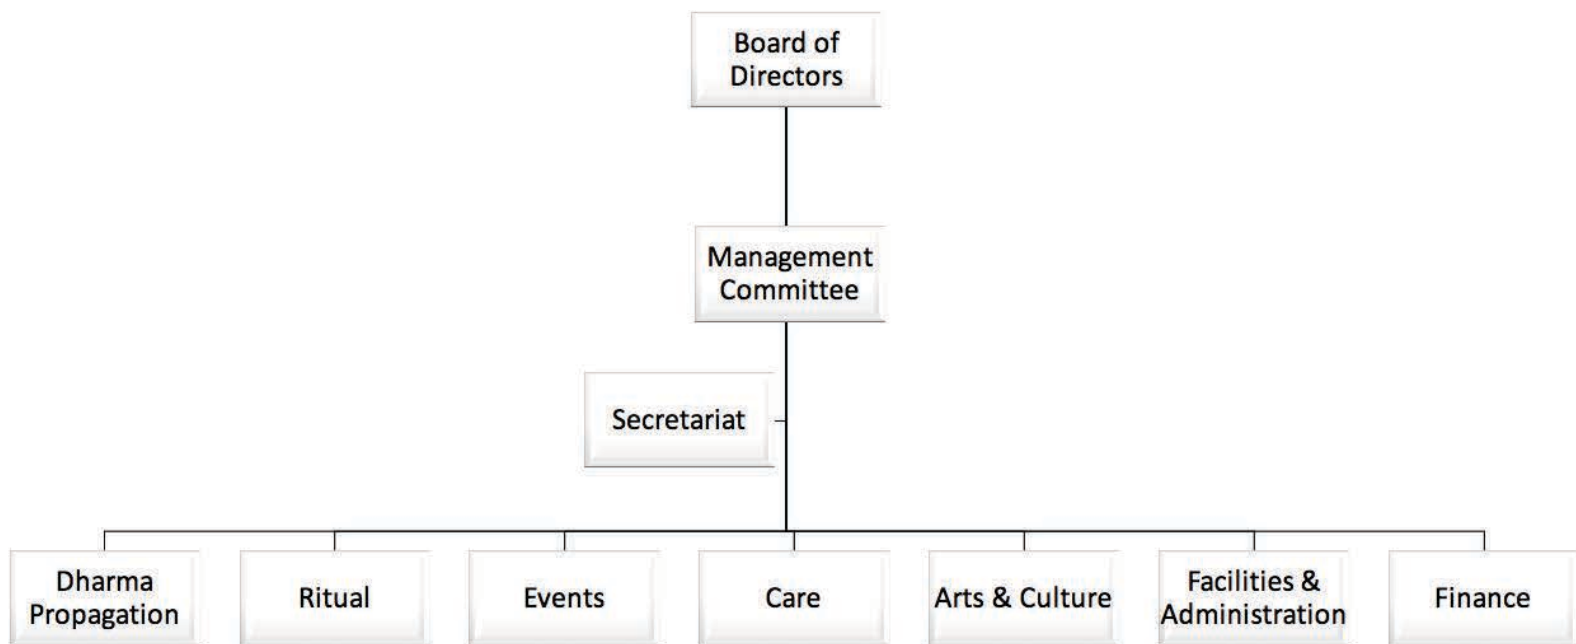 Board of
Directors
Management
Committee
Secretariat
Dharma
Propagation
Ritual
Events
Care
Arts & Culture
Facilities &
Administration
Finance